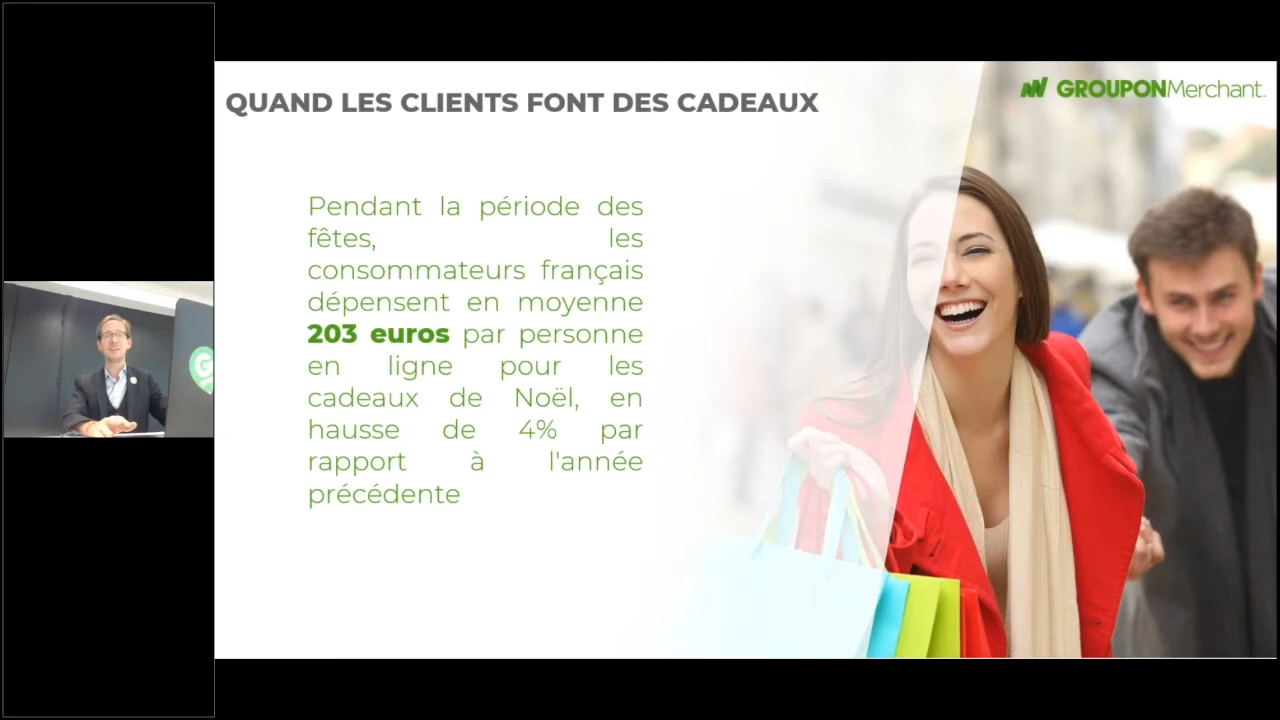 QUAND LES CLIENTS FONT DES CADEAUX
GROUPONMerchant
Pendant la période des
fêtes, les
consommateurs français
dépensent en moyenne
203 euros par personne
en ligne pour les
cadeaux de Noël, en
hausse de 4% par
rapport à l'année
précédente